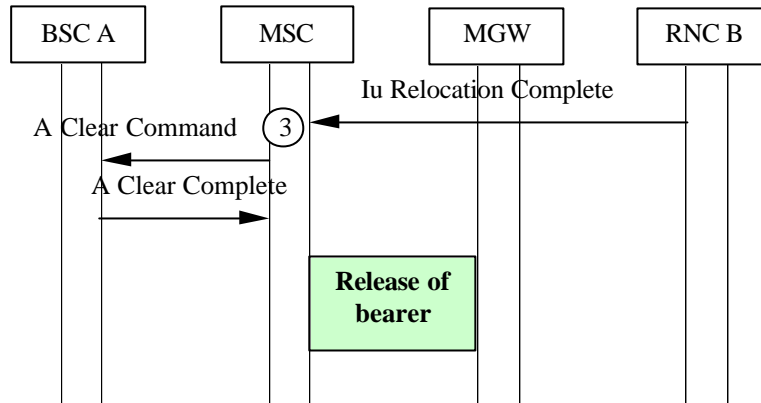 BSC A MSC MGW RNC B
Iu Relocation Complete
A Clear Command 3
A Clear Complete
Release of
bearer